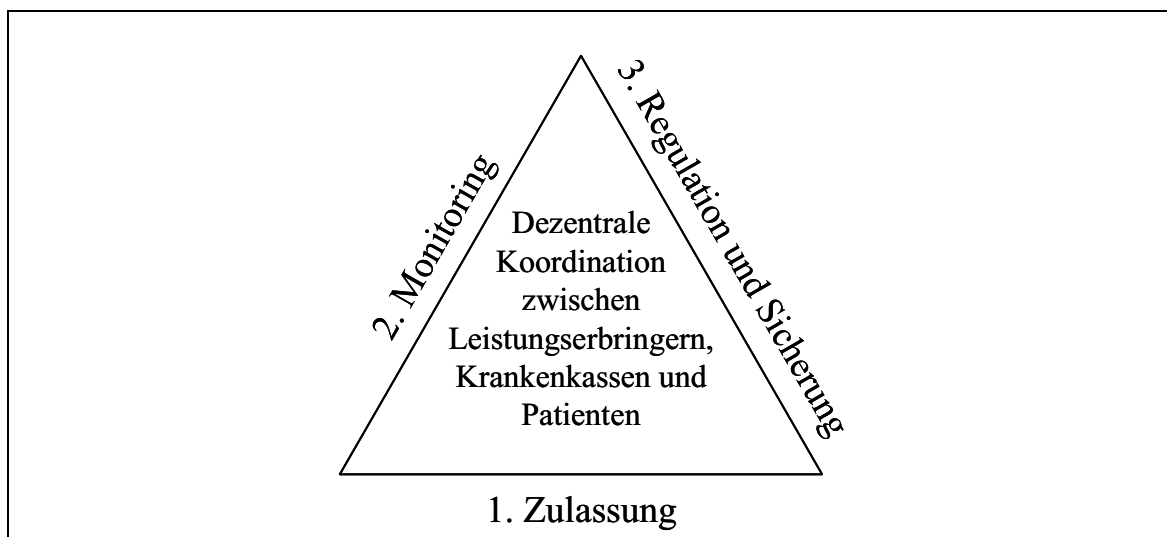 3. Regulation und Sicherung
2. Monitoring
Dezentrale
Koordination
zwischen
Leistungserbringern,
Krankenkassen und
Patienten
1. Zulassung